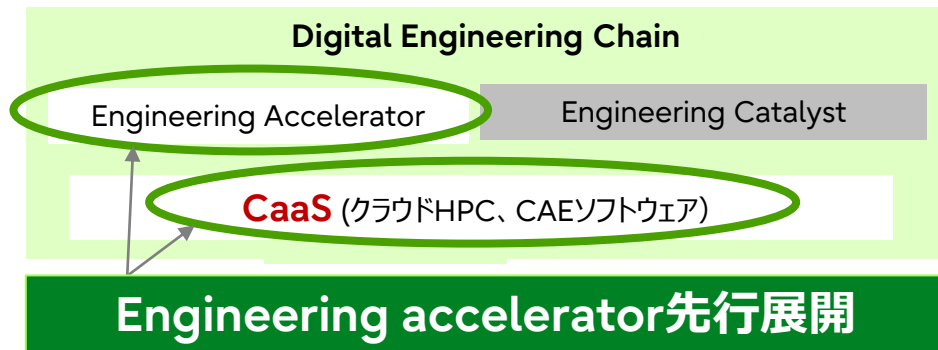 Digital Engineering Chain
Engineering Accelerator
Engineering Catalyst
CaaS (クラウドHPC、CAEソフトウェア)
Engineering accelerator先行展開